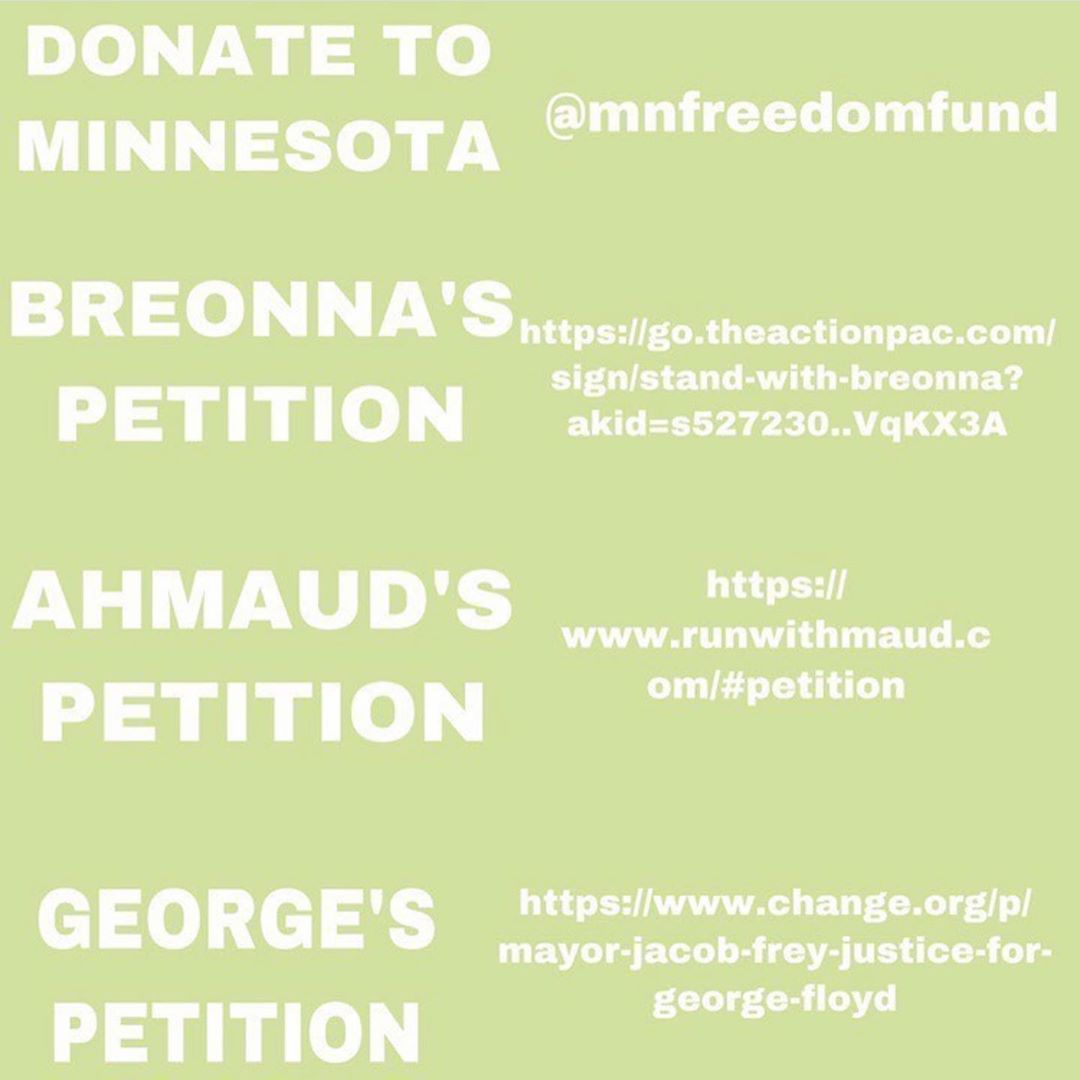 DONATE TO
MINNESOTA
@mnfreedomfund
BREONNA'S
PETITION
https://go.theactionpac.com/
sign/stand-with-breonna?
akid=s527230..VqKX3A
AHMAUD'S
PETITION
https://
www.runwithmaud.c
om/#petition
GEORGE'S
PETITION
https://www.change.org/p/
mayor-jacob-frey-justice-for-
george-floyd